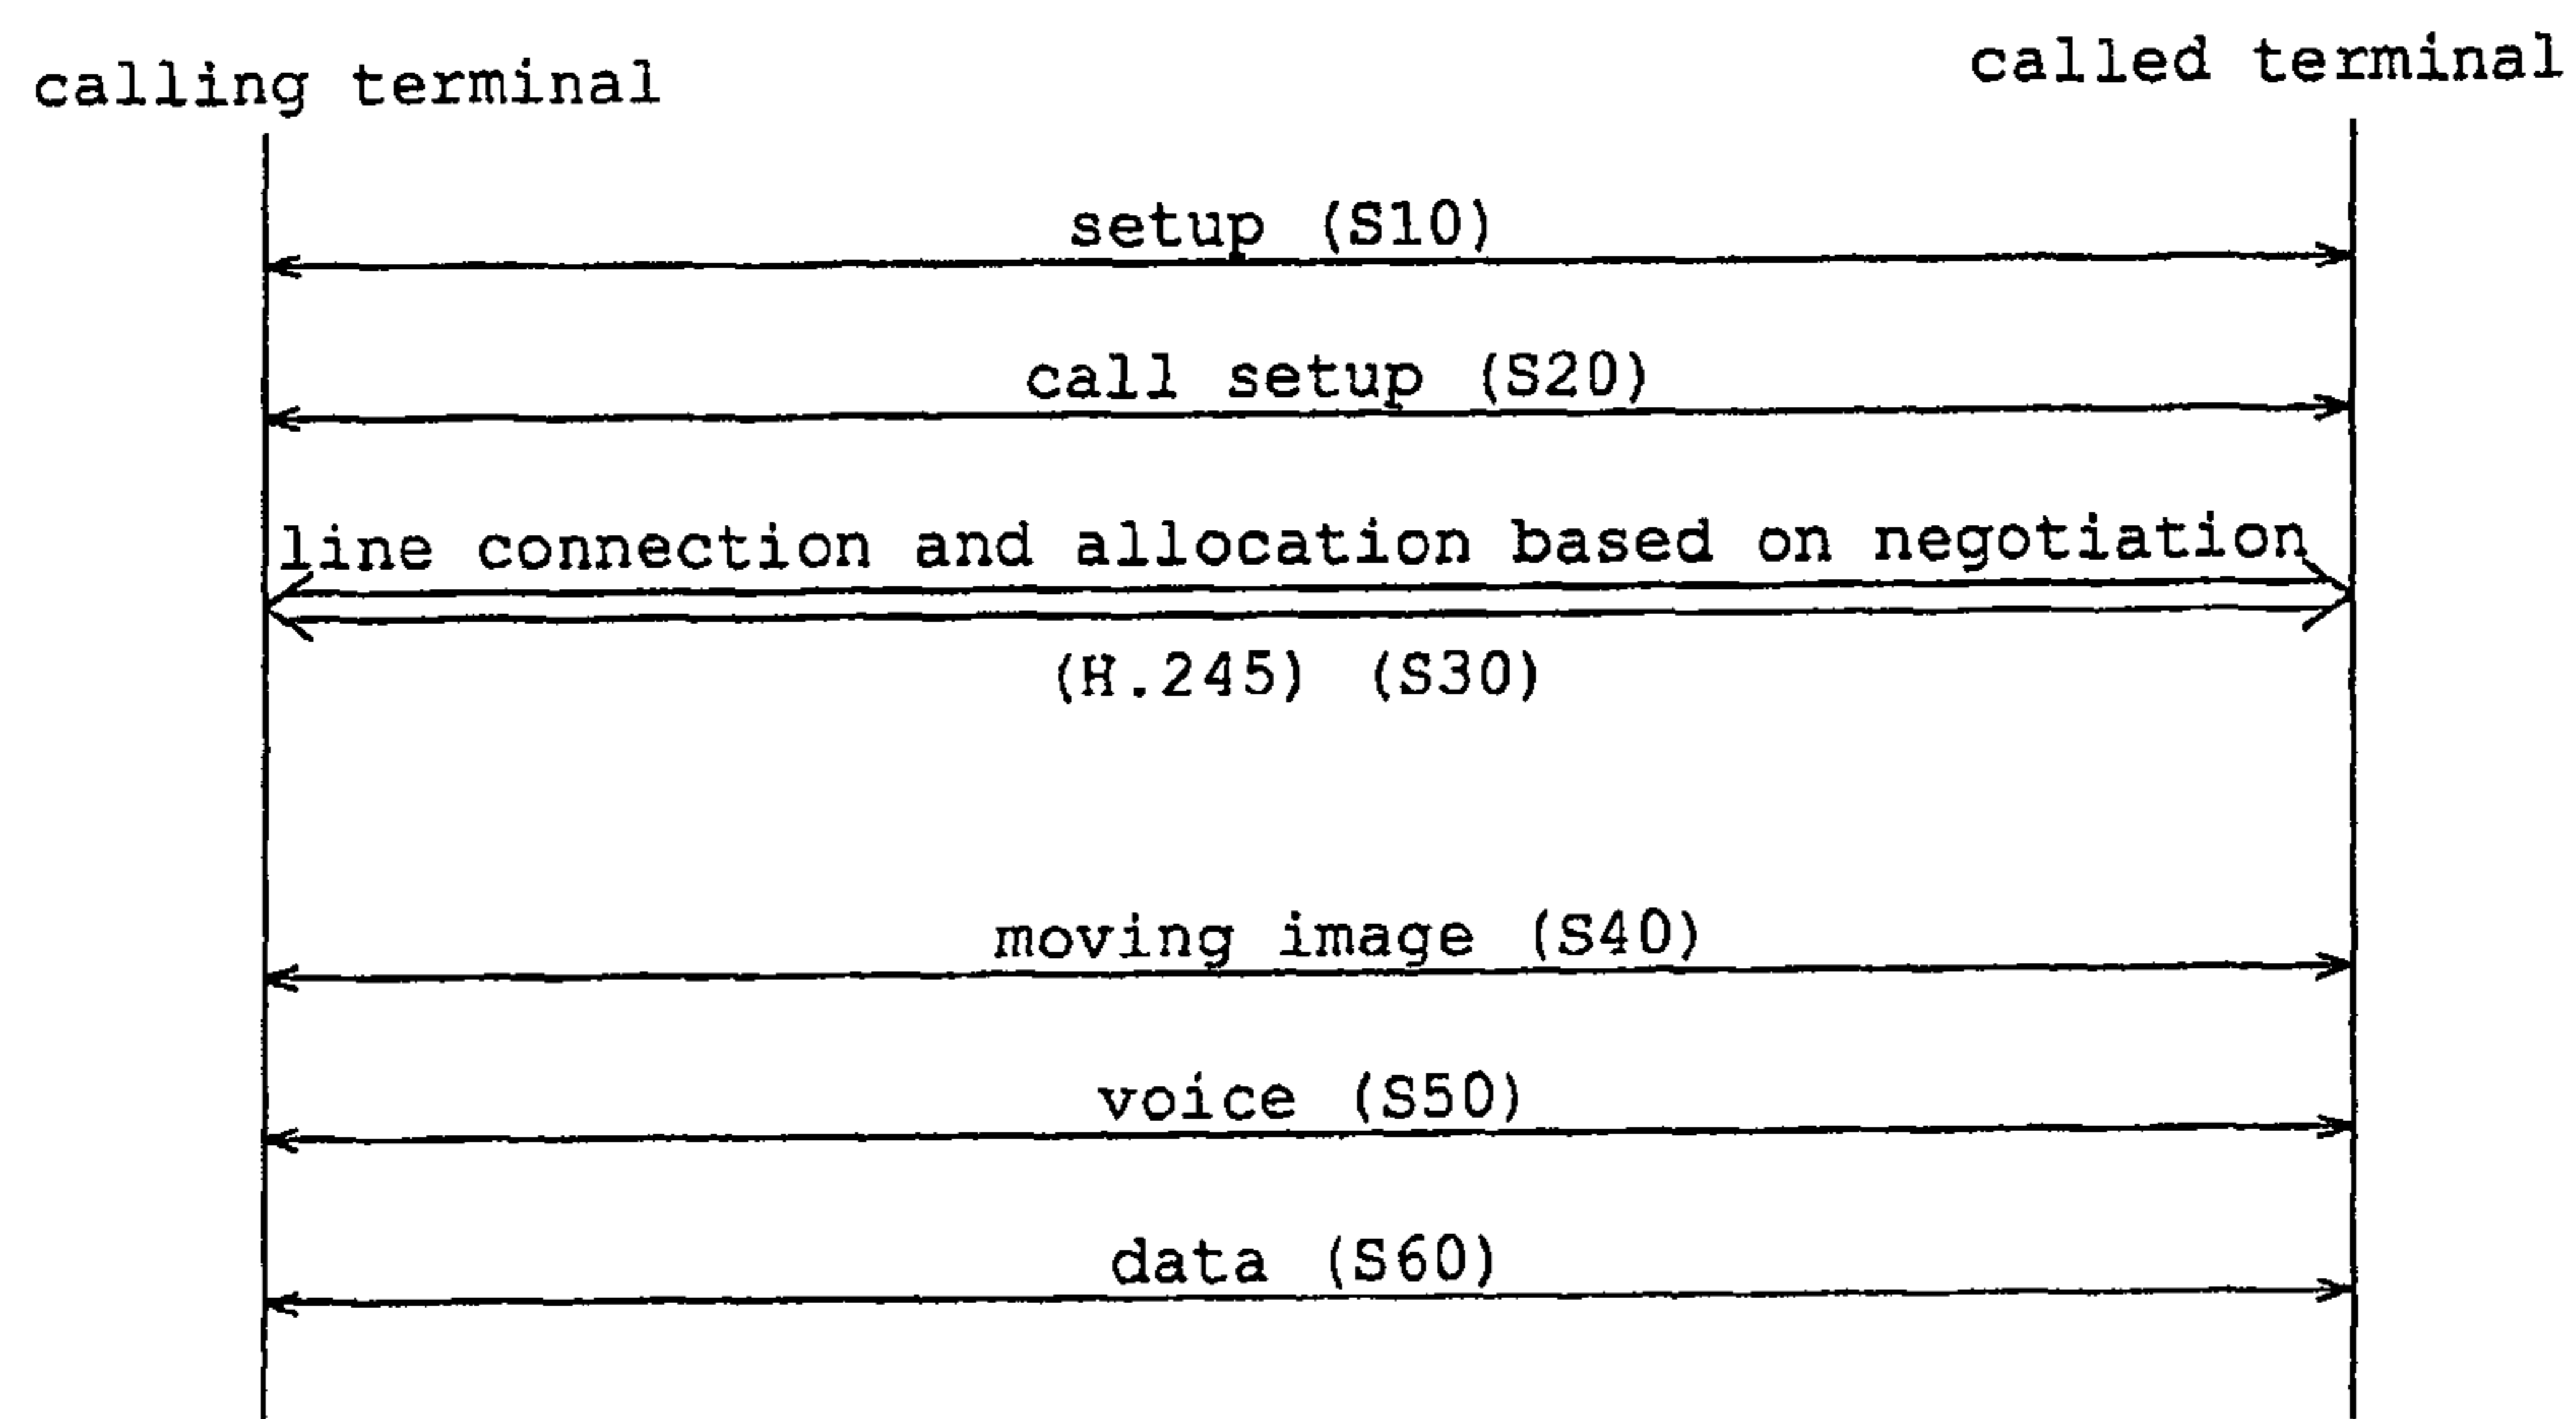 calling terminal
called terminal
setup (S10)
call setup (S20)
line connection and allocation based on negotiation
(H.245) (S30)
moving image (S40)
voice (S50)
data (S60)